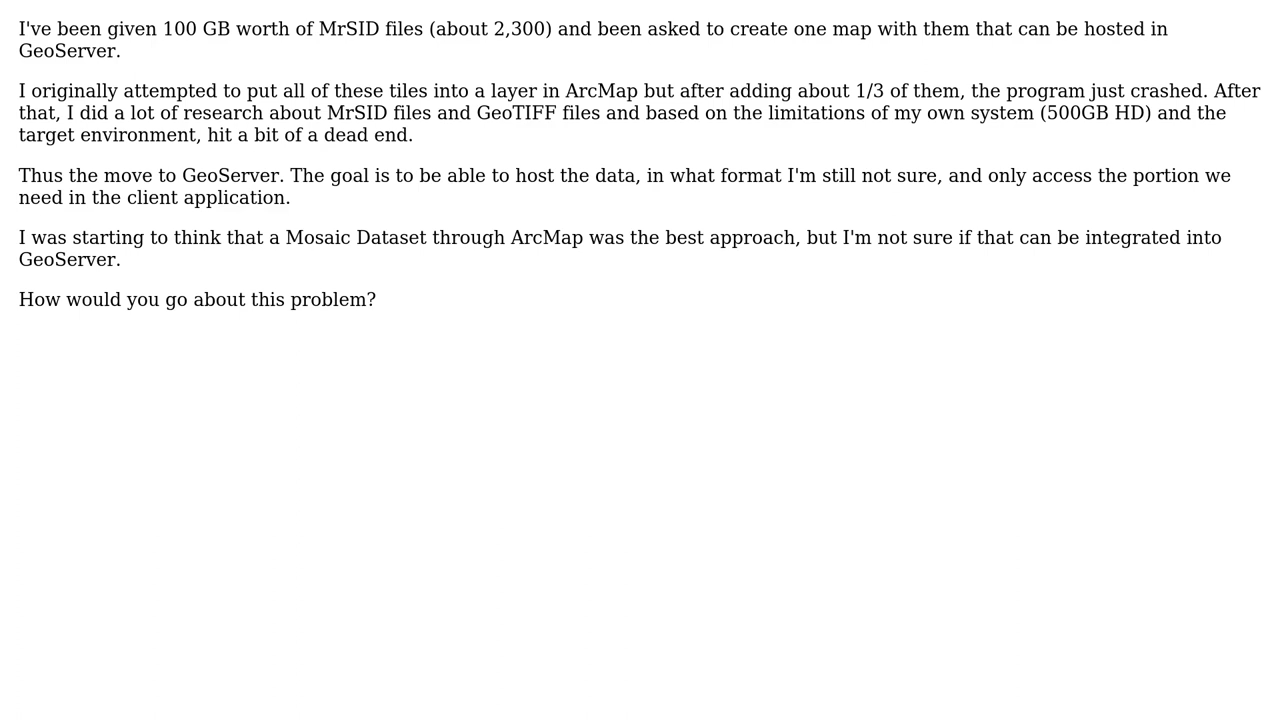 I've been given 100 GB worth of MrSID files (about 2,300) and been asked to create one map with them that can be hosted in
GeoServer.
I originally attempted to put all of these tiles into a layer in ArcMap but after adding about 1/3 of them, the program just crashed. After
that, I did a lot of research about MrSID files and GeoTIFF files and based on the limitations of my own system (500GB HD) and the
target environment, hit a bit of a dead end.
Thus the move to GeoServer. The goal is to be able to host the data, in what format I'm still not sure, and only access the portion we
need in the client application.
I was starting to think that a Mosaic Dataset through ArcMap was the best approach, but I'm not sure if that can be integrated into
GeoServer.
How would you go about this problem?